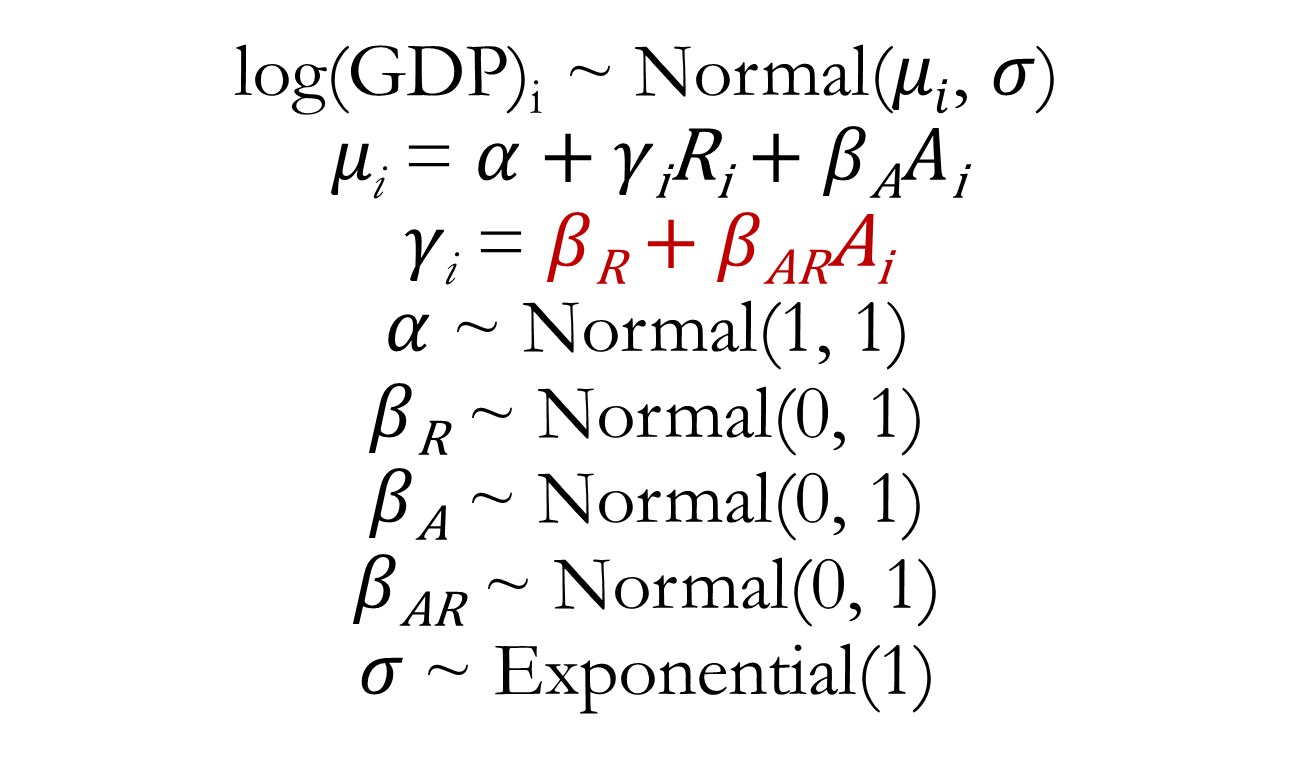 log(GDP)ᵢ ~ Normal(μᵢ, σ)
μᵢ = α + γᵢRᵢ + β_A Aᵢ
γᵢ = β_R + β_AR Aᵢ
α ~ Normal(1, 1)
β_R ~ Normal(0, 1)
β_A ~ Normal(0, 1)
β_AR ~ Normal(0, 1)
σ ~ Exponential(1)